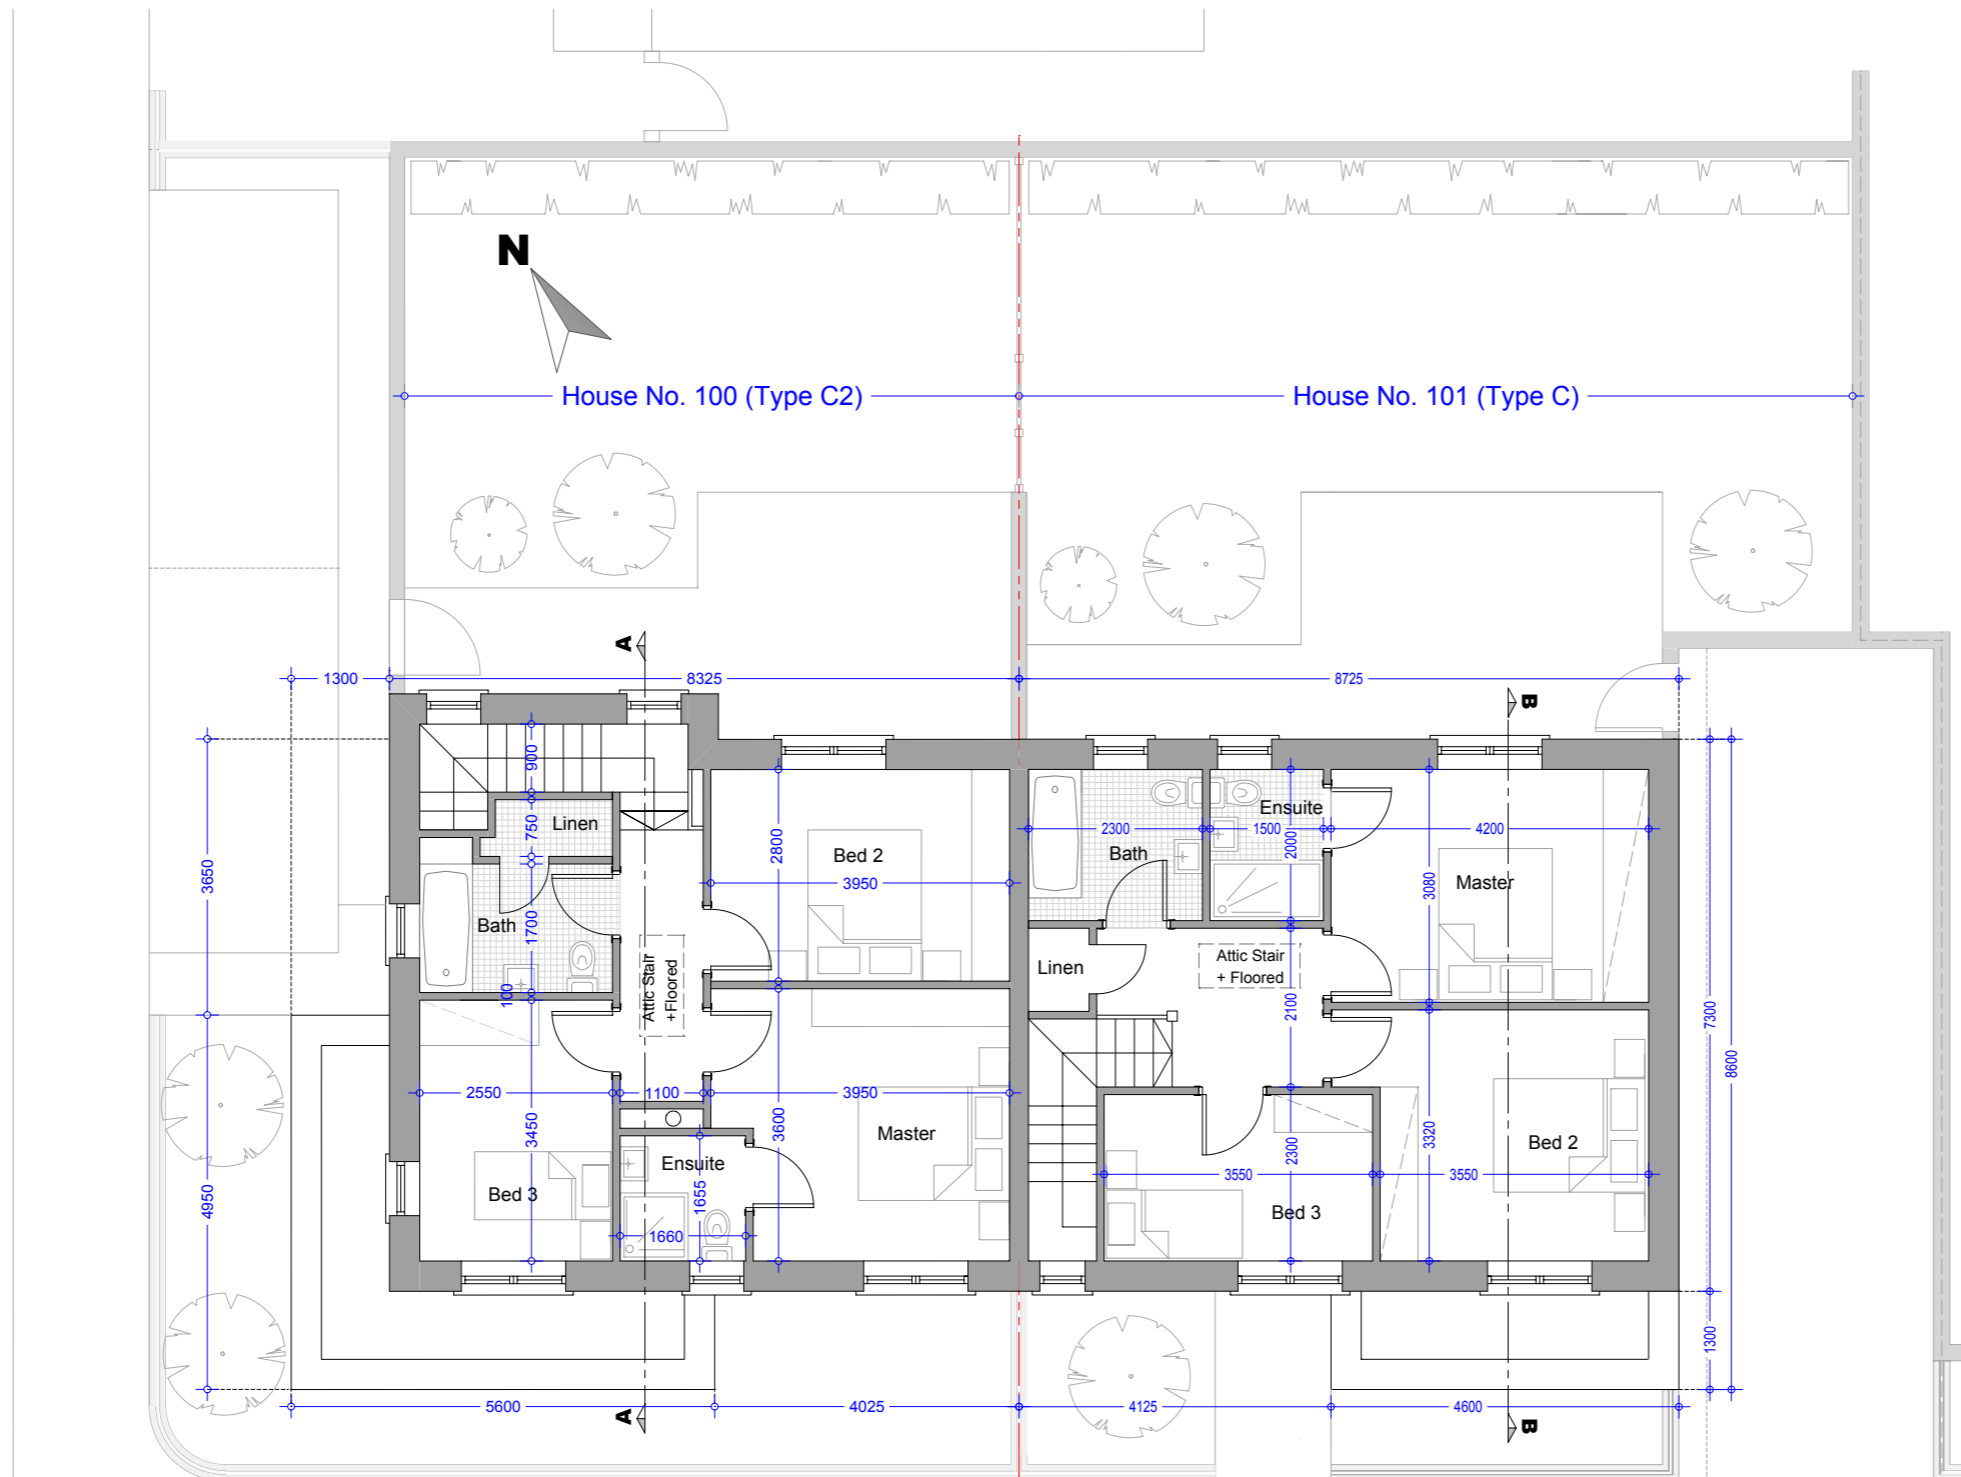 N
House No. 100 (Type C2)
House No. 101 (Type C)
A
1300
8325
8725
B
900
750
Linen
2800
Bed 2
3950
3650
Bath
1700
100
Attic Stair
+Floored
2300
Bath
1500
Ensuite
2000
4200
3080
Master
Linen
Attic Stair
+ Floored
2100
7300
8600
2550
1100
3950
3450
3600
Master
Ensuite
1655
1660
Bed 3
4950
3550
2300
Bed 3
3320
3550
Bed 2
1300
A
5600
4025
4125
4600
B